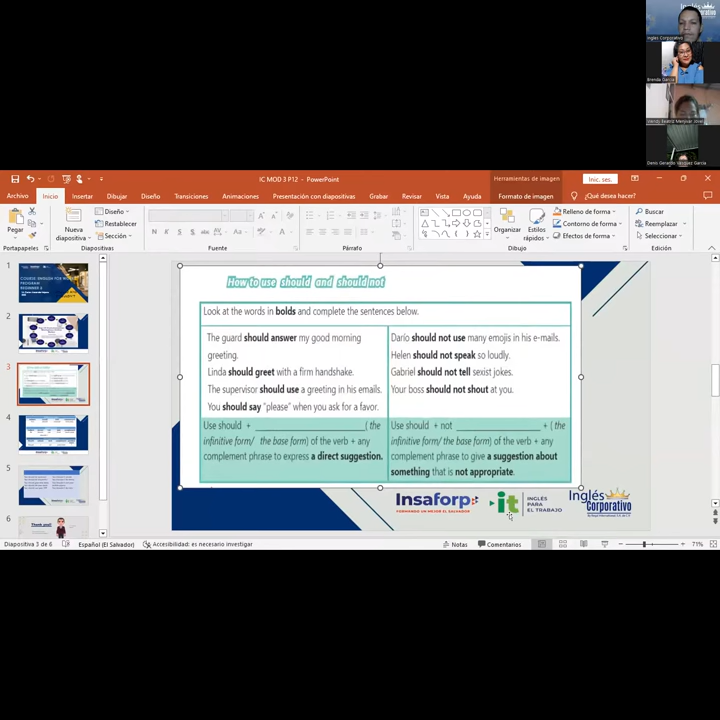 Inglés Corporativo
Brenda García
Denis Gerardo Vasquez García
IC MOD 3 P12 - PowerPoint
Herramientas de imagen
Inic. ses.
Archivo Inicio Insertar Dibujar Diseño Transiciones Animaciones Presentación con diapositivas Grabar Revisar Vista Ayuda Formato de imagen ¿Qué desea hacer?
Pegar
Nueva diapositiva
Diseño
Restablecer
Sección
Organizar
Estilos rápidos
Relleno de forma
Contorno de forma
Efectos de forma
Buscar
Reemplazar
Seleccionar
Portapapeles Diapositivas Fuente Párrafo Dibujo Edición
1
2
3
4
5
6
Thank you!
How to use should and should not
Look at the words in bolds and complete the sentences below.
The guard should answer my good morning
greeting.
Linda should greet with a firm handshake.
The supervisor should use a greeting in his emails.
You should say "please" when you ask for a favor.
Darío should not use many emojis in his e-mails.
Helen should not speak so loudly.
Gabriel should not tell sexist jokes.
Your boss should not shout at you.
Use should + ____________________( the
infinitive form/ the base form) of the verb + any
complement phrase to express a direct suggestion.
Use should + not ____________________ + ( the
infinitive form/ the base form) of the verb + any
complement phrase to give a suggestion about
something that is not appropriate.
Insaforp
FORMANDO UN MEJOR EL SALVADOR
it
INGLÉS
PARA
EL TRABAJO
Inglés
Corporativo
Diapositiva 3 de 6 Español (El Salvador) Accesibilidad: es necesario investigar Notas Comentarios 71%